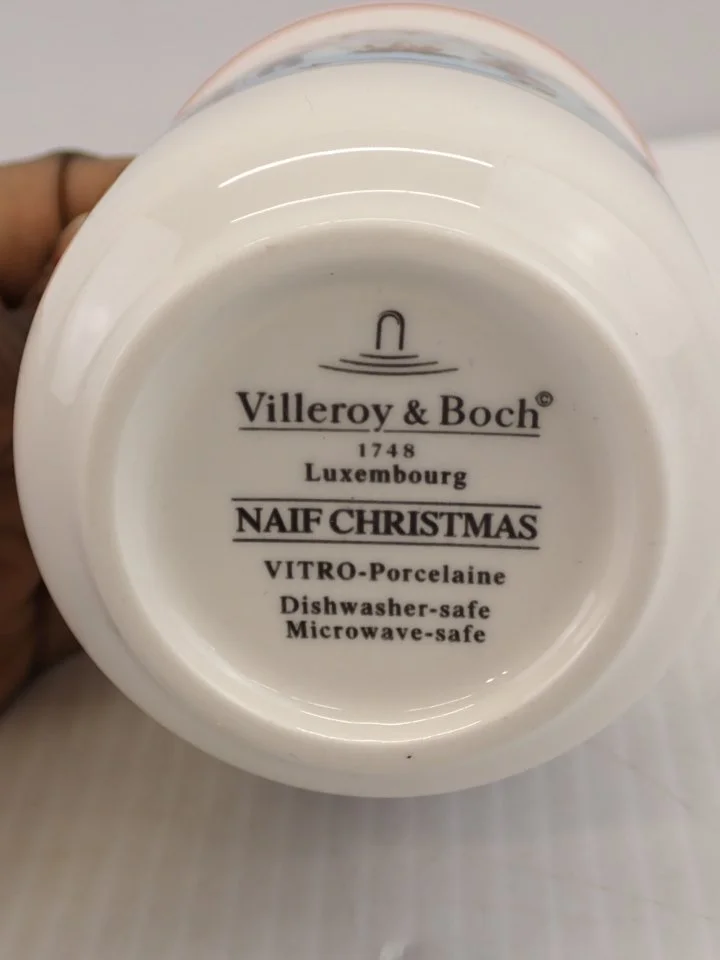 Villeroy & Boch©
1748
Luxembourg
NAIF CHRISTMAS
VITRO-Porcelaine
Dishwasher-safe
Microwave-safe